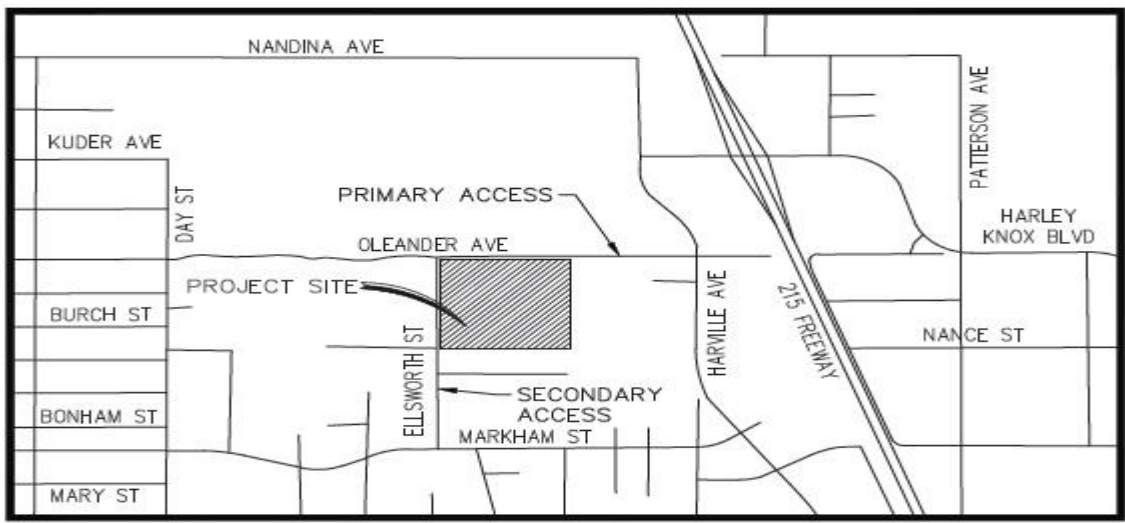 NANDINA AVE
KUDER AVE
PATTERSON AVE
DAY ST
PRIMARY ACCESS
HARLEY
KNOX BLVD
OLEANDER AVE
PROJECT SITE
BURCH ST
ELLSWORTH ST
HARVILLE AVE
215 FREEWAY
NANCE ST
SECONDARY
ACCESS
BONHAM ST
MARKHAM ST
MARY ST